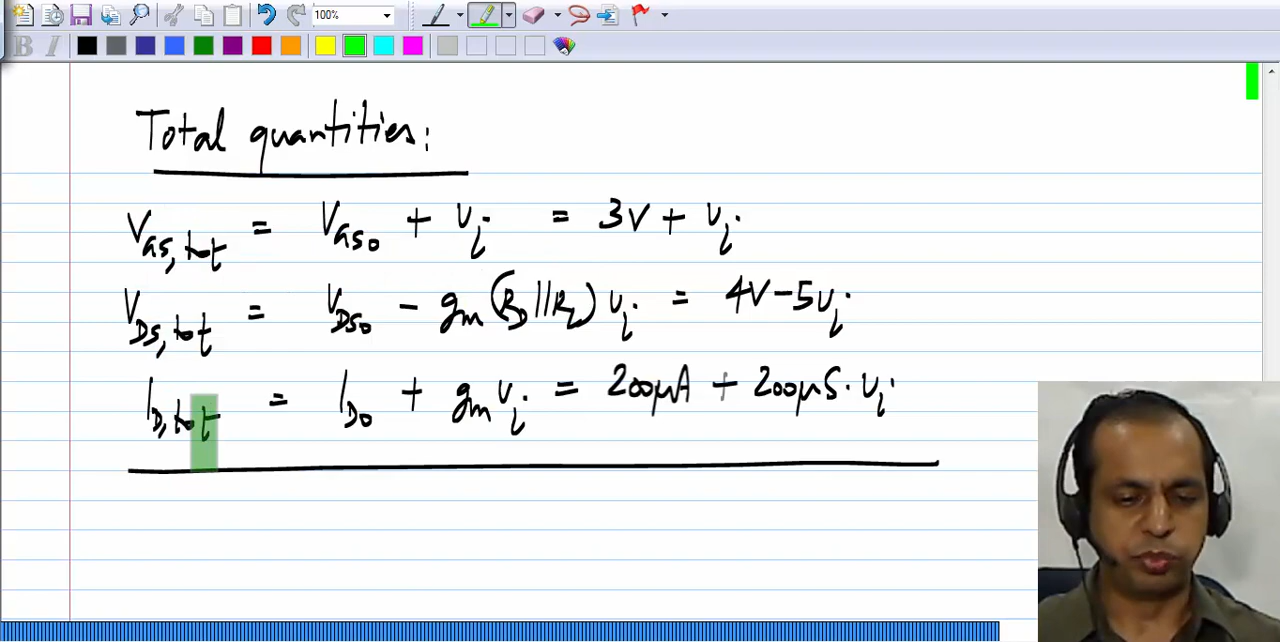 100%
B I
Total quantities:
V_GS,tot = V_GS0 + v_i = 3V + v_i
V_DS,tot = V_DS0 - g_m (R_D || R_L) v_i = 4V - 5v_i
I_D,tot = I_D0 + g_m v_i = 200μA + 200μS · v_i